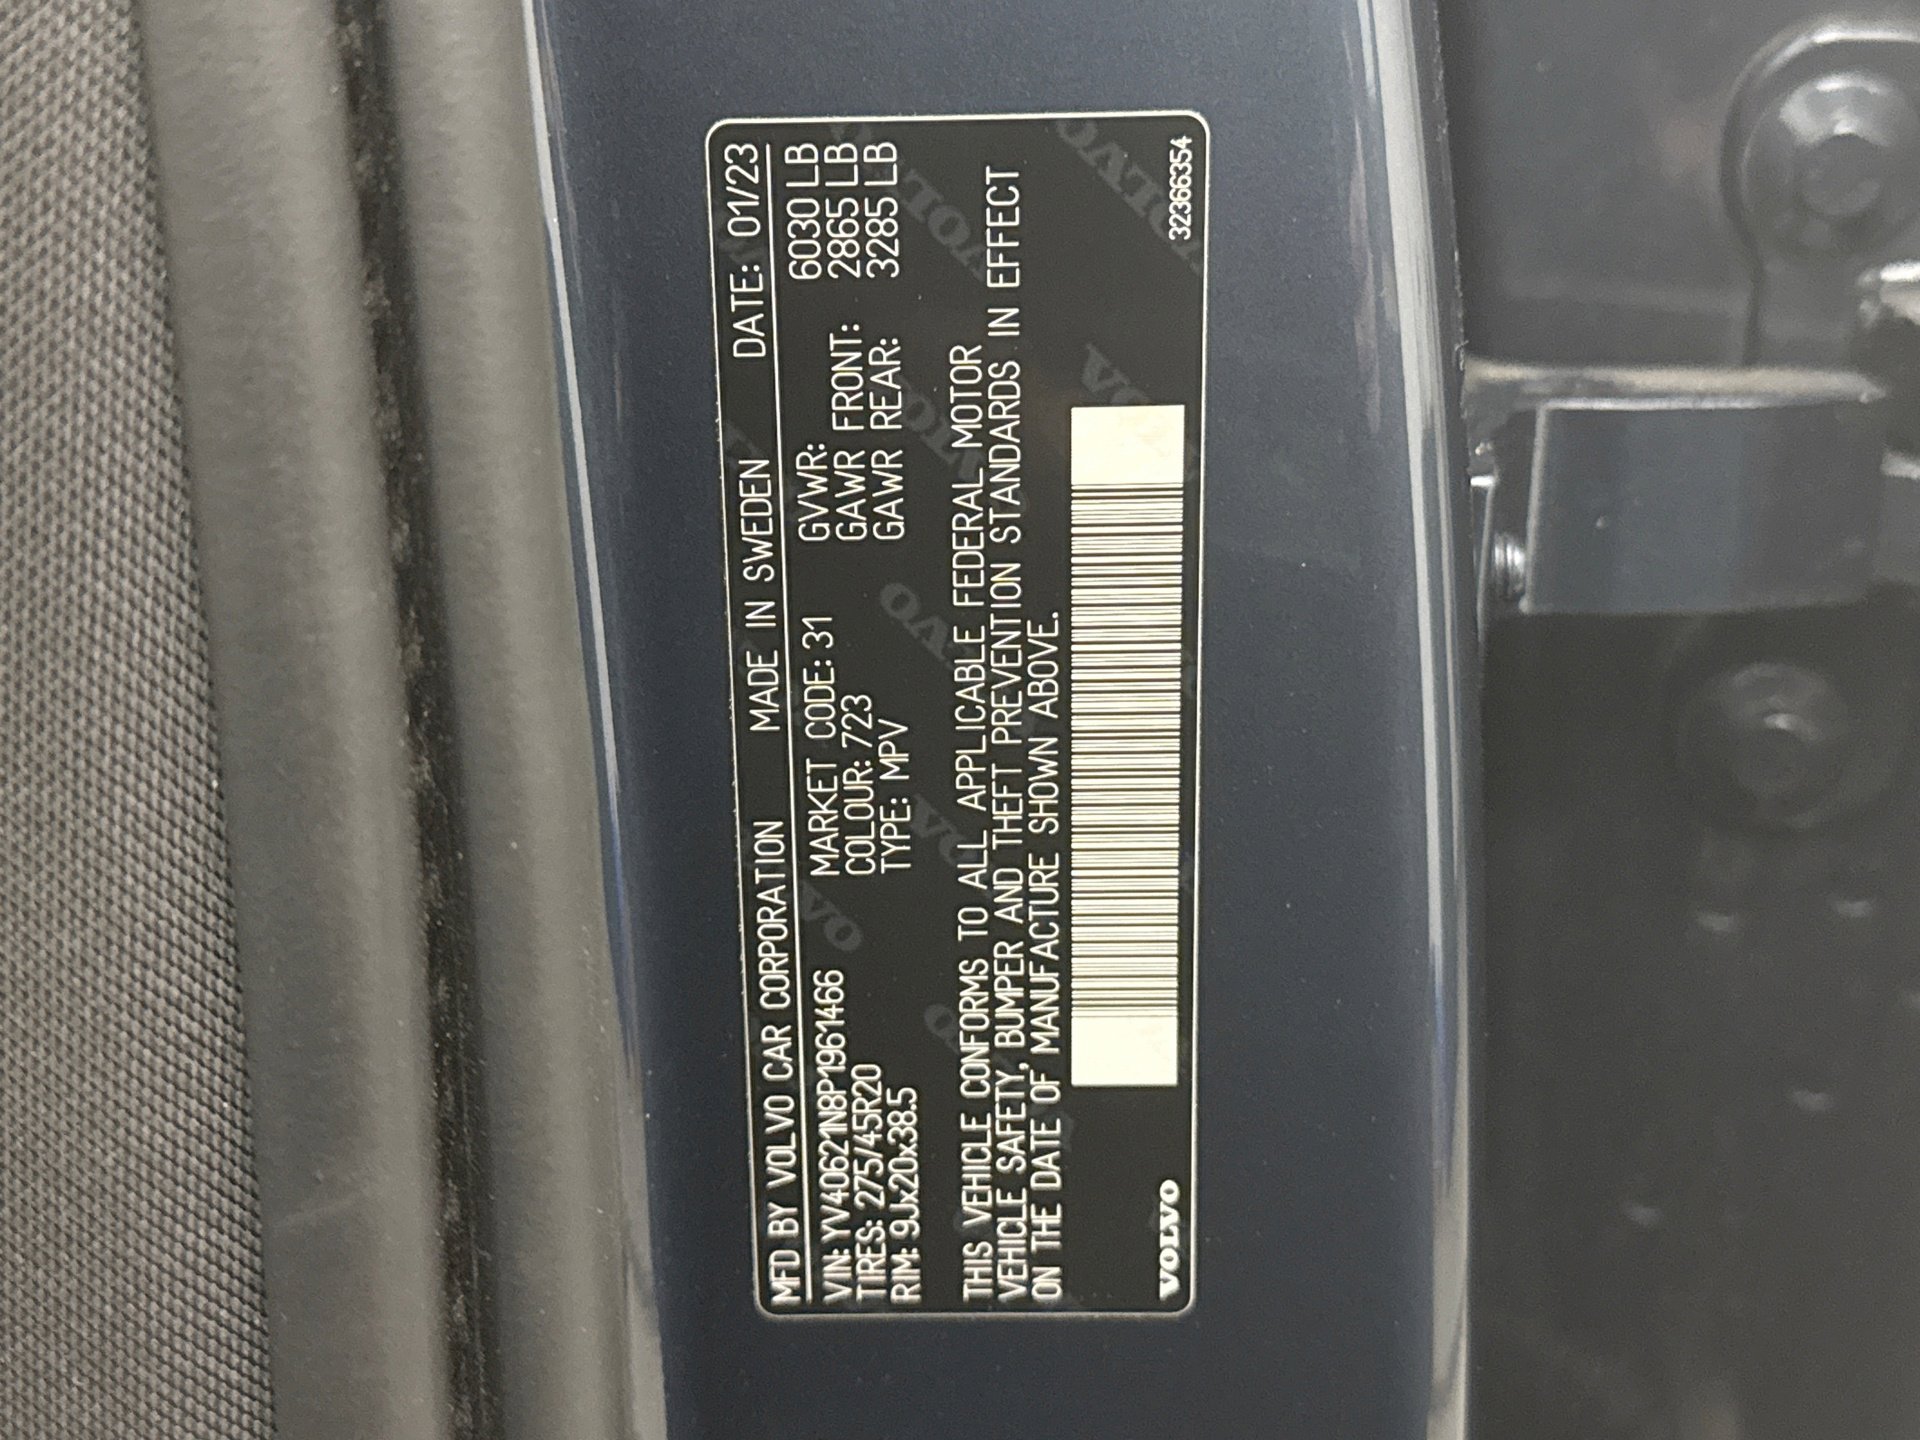 MFD BY VOLVO CAR CORPORATION MADE IN SWEDEN DATE: 01/23
VIN: YV40621N8P1961466 MARKET CODE: 31 GVWR: 6030 LB
TIRES: 275/45R20 COLOUR: 723 GAWR FRONT: 2865 LB
RIM: 9Jx20x38.5 TYPE: MPV GAWR REAR: 3285 LB
THIS VEHICLE CONFORMS TO ALL APPLICABLE FEDERAL MOTOR
VEHICLE SAFETY, BUMPER AND THEFT PREVENTION STANDARDS IN EFFECT
ON THE DATE OF MANUFACTURE SHOWN ABOVE.
VOLVO 32366354